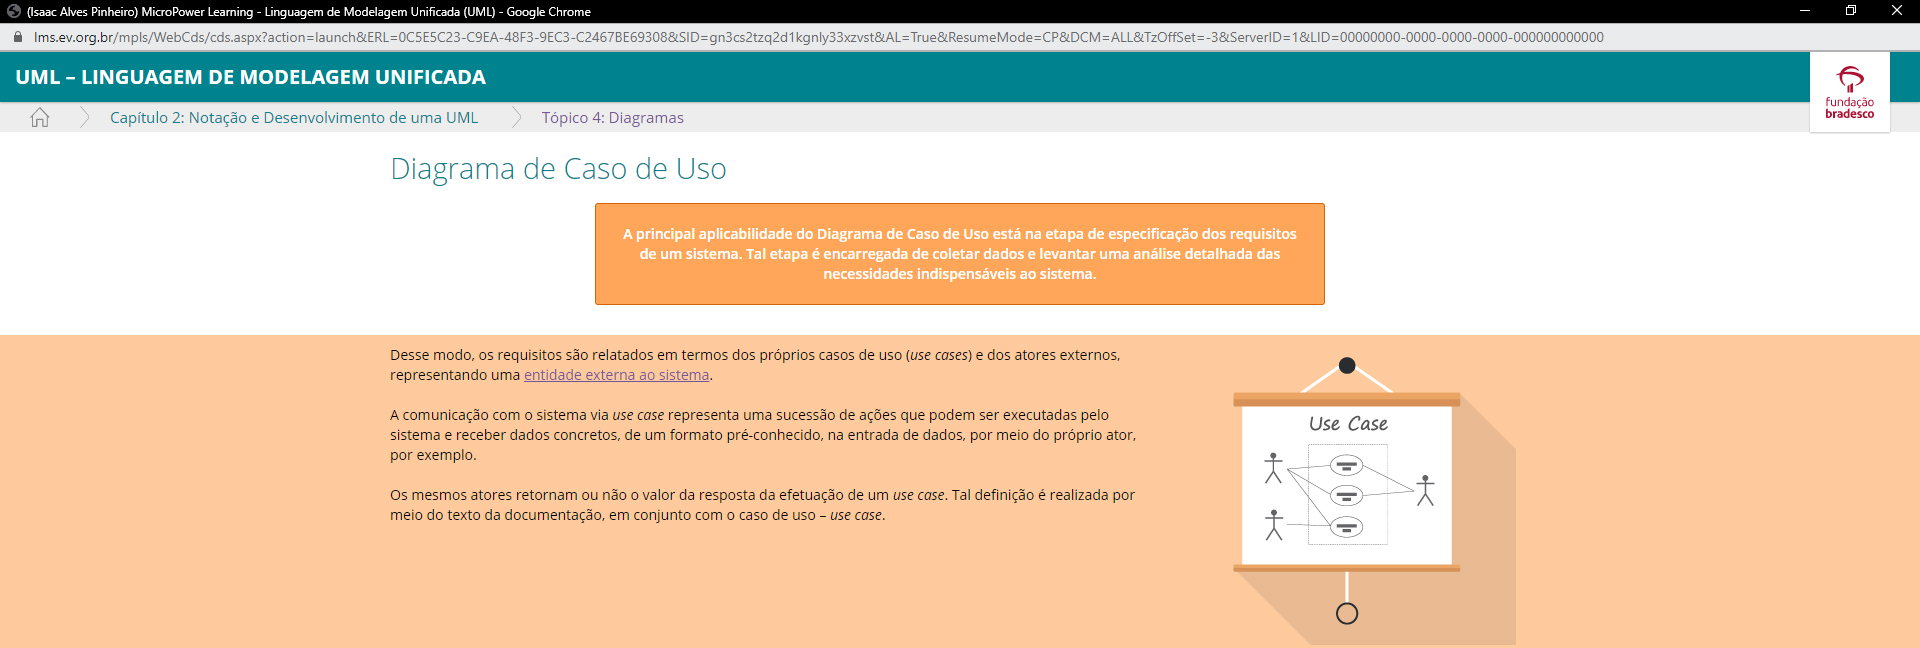 (Isaac Alves Pinheiro) MicroPower Learning - Linguagem de Modelagem Unificada (UML) - Google Chrome
lms.ev.org.br/mpls/WebCds/cds.aspx?action=launch&ERL=0C5E5C23-C9EA-48F3-9EC3-C2467BE69308&SID=gn3cs2tzq2d1kgnly33xzvst&AL=True&ResumeMode=CP&DCM=ALL&TzOffSet=-3&ServerID=1&LID=00000000-0000-0000-0000-000000000000
UML – LINGUAGEM DE MODELAGEM UNIFICADA
fundação
bradesco
Capítulo 2: Notação e Desenvolvimento de uma UML
Tópico 4: Diagramas
Diagrama de Caso de Uso
A principal aplicabilidade do Diagrama de Caso de Uso está na etapa de especificação dos requisitos
de um sistema. Tal etapa é encarregada de coletar dados e levantar uma análise detalhada das
necessidades indispensáveis ao sistema.
Desse modo, os requisitos são relatados em termos dos próprios casos de uso (use cases) e dos atores externos,
representando uma entidade externa ao sistema.
A comunicação com o sistema via use case representa uma sucessão de ações que podem ser executadas pelo
sistema e receber dados concretos, de um formato pré-conhecido, na entrada de dados, por meio do próprio ator,
por exemplo.
Os mesmos atores retornam ou não o valor da resposta da efetuação de um use case. Tal definição é realizada por
meio do texto da documentação, em conjunto com o caso de uso – use case.
Use Case